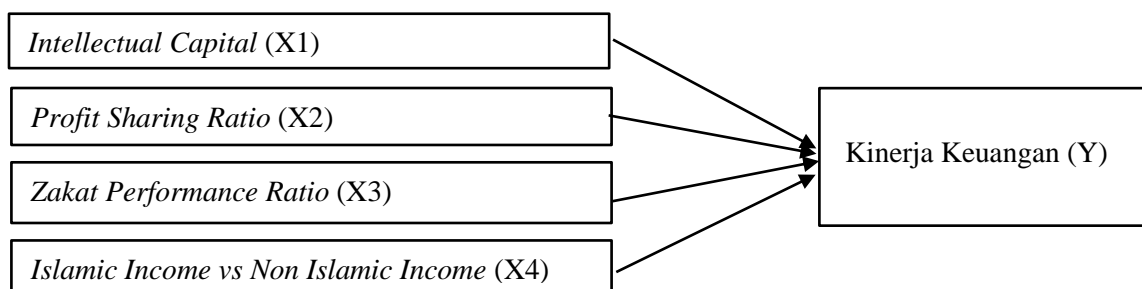 Intellectual Capital (X1)
Profit Sharing Ratio (X2)
Zakat Performance Ratio (X3)
Islamic Income vs Non Islamic Income (X4)
Kinerja Keuangan (Y)